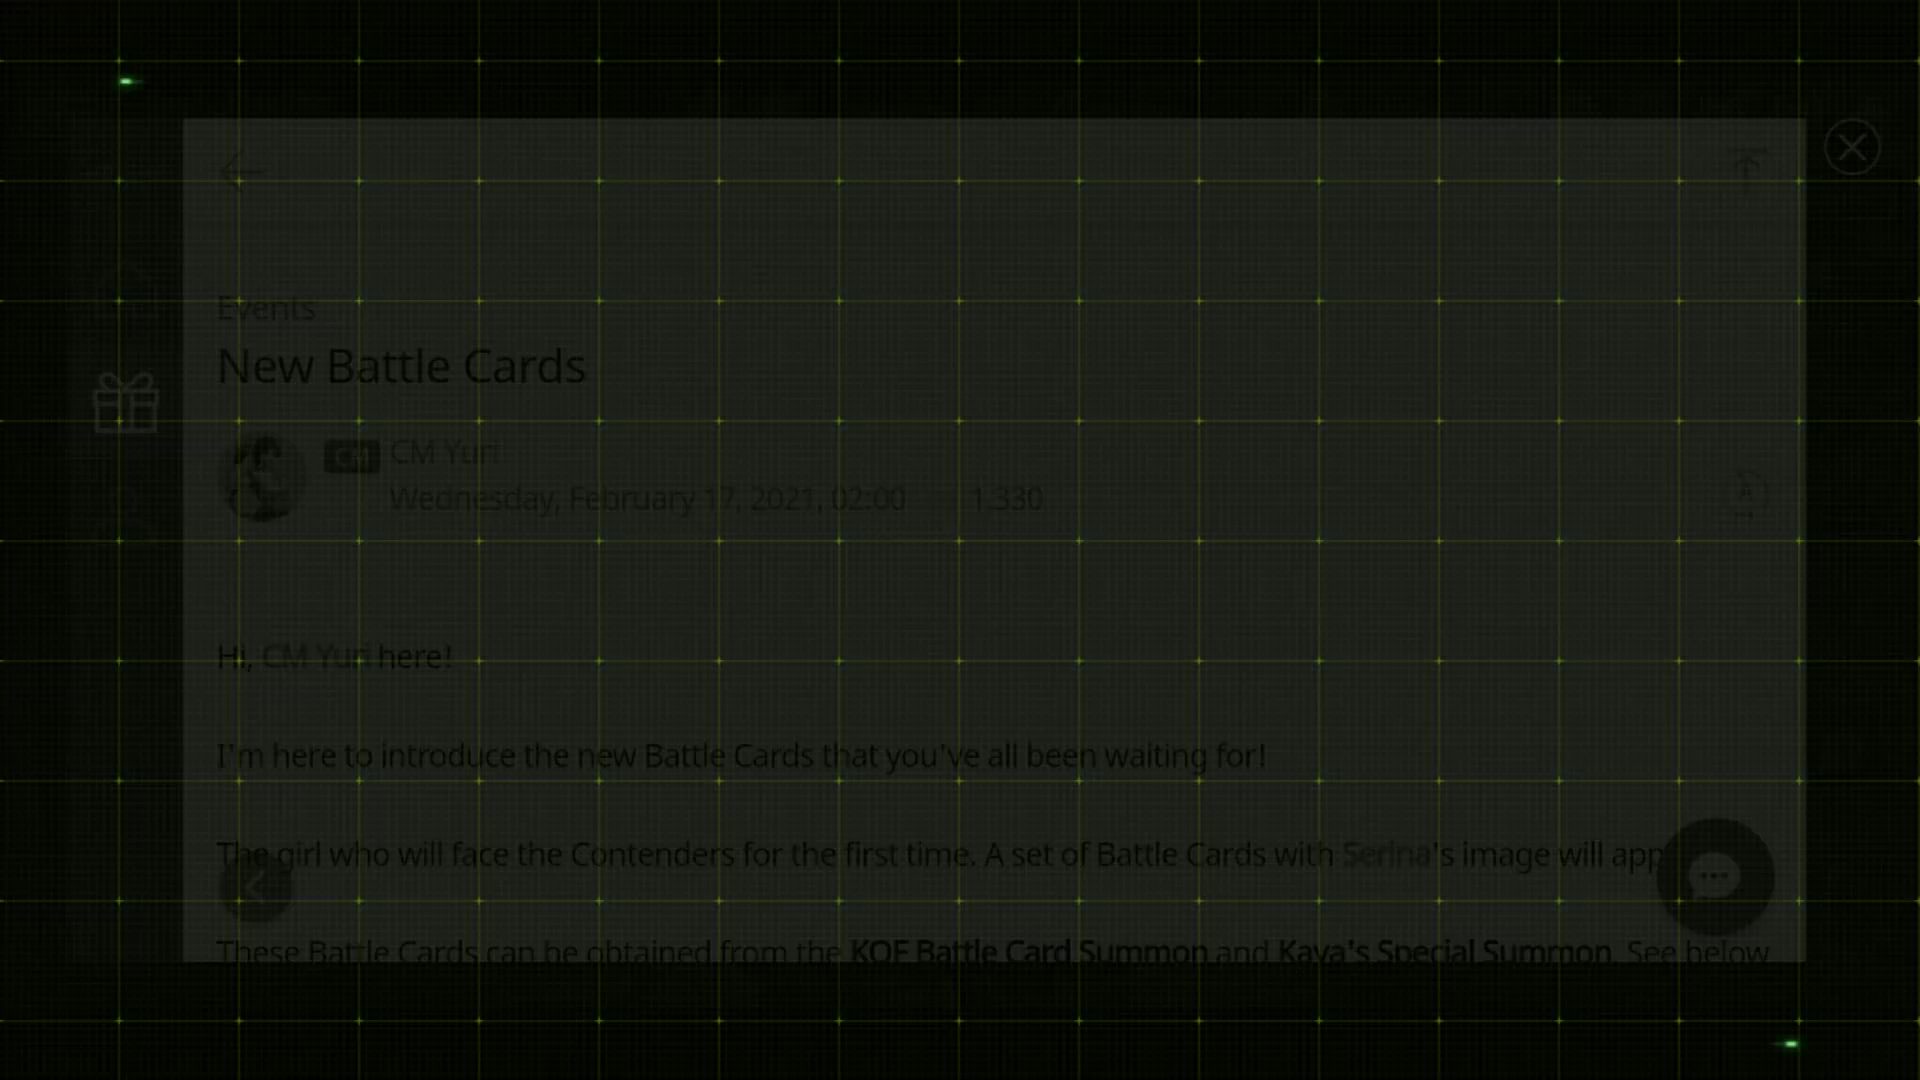 Events
New Battle Cards
CM CM Yuri
Wednesday, February 17, 2021, 02:00 1.330
Hi, CM Yuri here!
I'm here to introduce the new Battle Cards that you've all been waiting for!
The girl who will face the Contenders for the first time. A set of Battle Cards with Serina's image will app
These Battle Cards can be obtained from the KOF Battle Card Summon and Kaya's Special Summon. See below